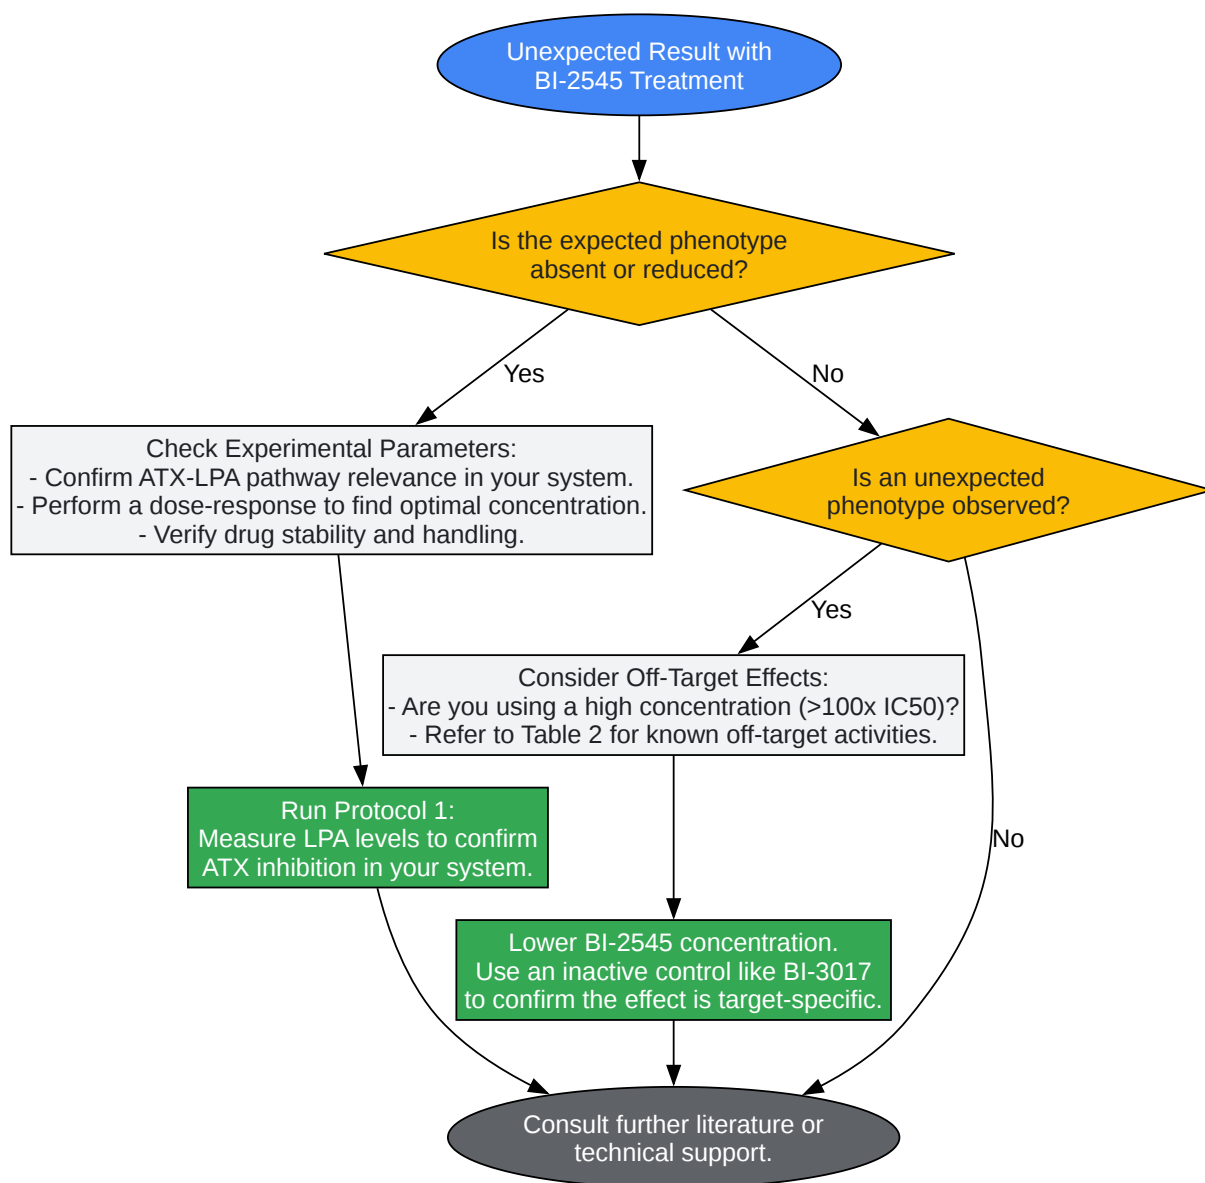 Unexpected Result with
BI-2545 Treatment
Is the expected phenotype
absent or reduced?
Yes
No
Check Experimental Parameters:
- Confirm ATX-LPA pathway relevance in your system.
- Perform a dose-response to find optimal concentration.
- Verify drug stability and handling.
Is an unexpected
phenotype observed?
Yes
Consider Off-Target Effects:
- Are you using a high concentration (>100x IC50)?
- Refer to Table 2 for known off-target activities.
Run Protocol 1:
Measure LPA levels to confirm
ATX inhibition in your system.
No
Lower BI-2545 concentration.
Use an inactive control like BI-3017
to confirm the effect is target-specific.
Consult further literature or
technical support.